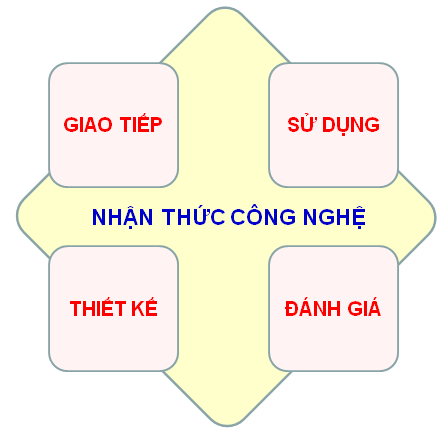 GIAO TIẾP
SỬ DỤNG
NHẬN THỨC CÔNG NGHỆ
THIẾT KẾ
ĐÁNH GIÁ